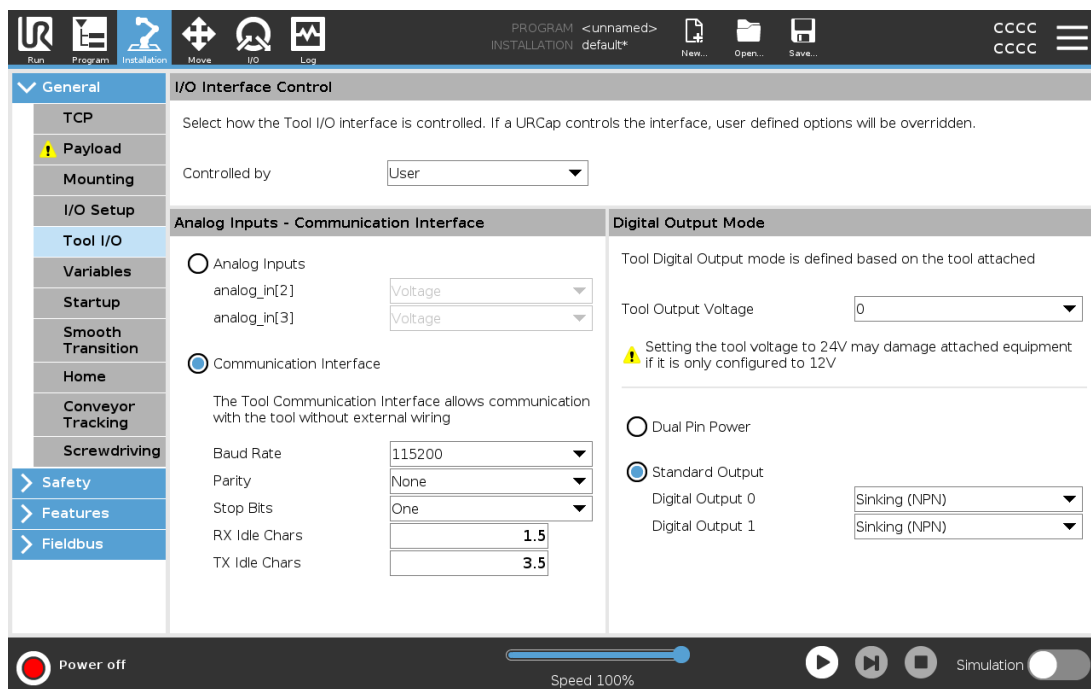 PROGRAM <unnamed>
INSTALLATION default*
CCCC
CCCC
Run Program Installation Move I/O Log New... Open... Save...
General
TCP
Payload
Mounting
I/O Setup
Tool I/O
Variables
Startup
Smooth
Transition
Home
Conveyor
Tracking
Screwdriving
Safety
Features
Fieldbus
I/O Interface Control
Select how the Tool I/O interface is controlled. If a URCap controls the interface, user defined options will be overridden.
Controlled by User
Analog Inputs - Communication Interface
Analog Inputs
analog_in[2] Voltage
analog_in[3] Voltage
Communication Interface
The Tool Communication Interface allows communication
with the tool without external wiring
Baud Rate 115200
Parity None
Stop Bits One
RX Idle Chars 1.5
TX Idle Chars 3.5
Digital Output Mode
Tool Digital Output mode is defined based on the tool attached
Tool Output Voltage 0
Setting the tool voltage to 24V may damage attached equipment
if it is only configured to 12V
Dual Pin Power
Standard Output
Digital Output 0 Sinking (NPN)
Digital Output 1 Sinking (NPN)
Power off
Speed 100%
Simulation